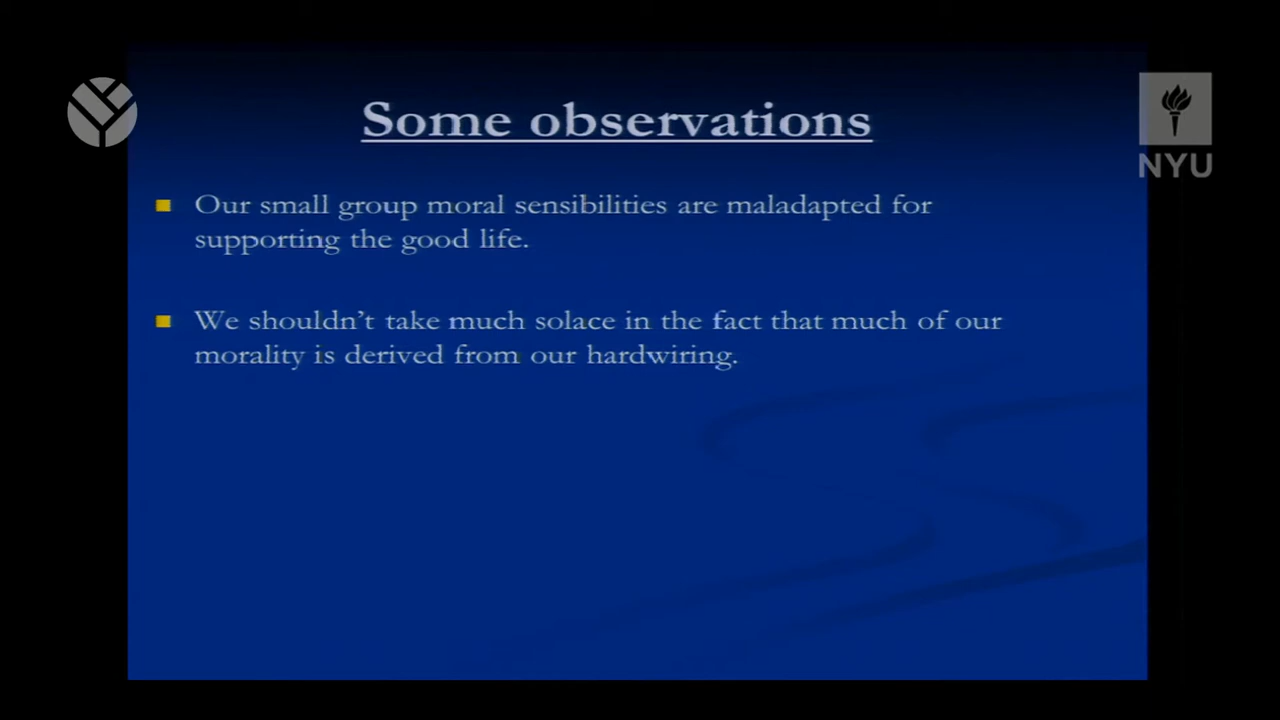 Some observations
NYU
Our small group moral sensibilities are maladapted for
supporting the good life.
We shouldn’t take much solace in the fact that much of our
morality is derived from our hardwiring.